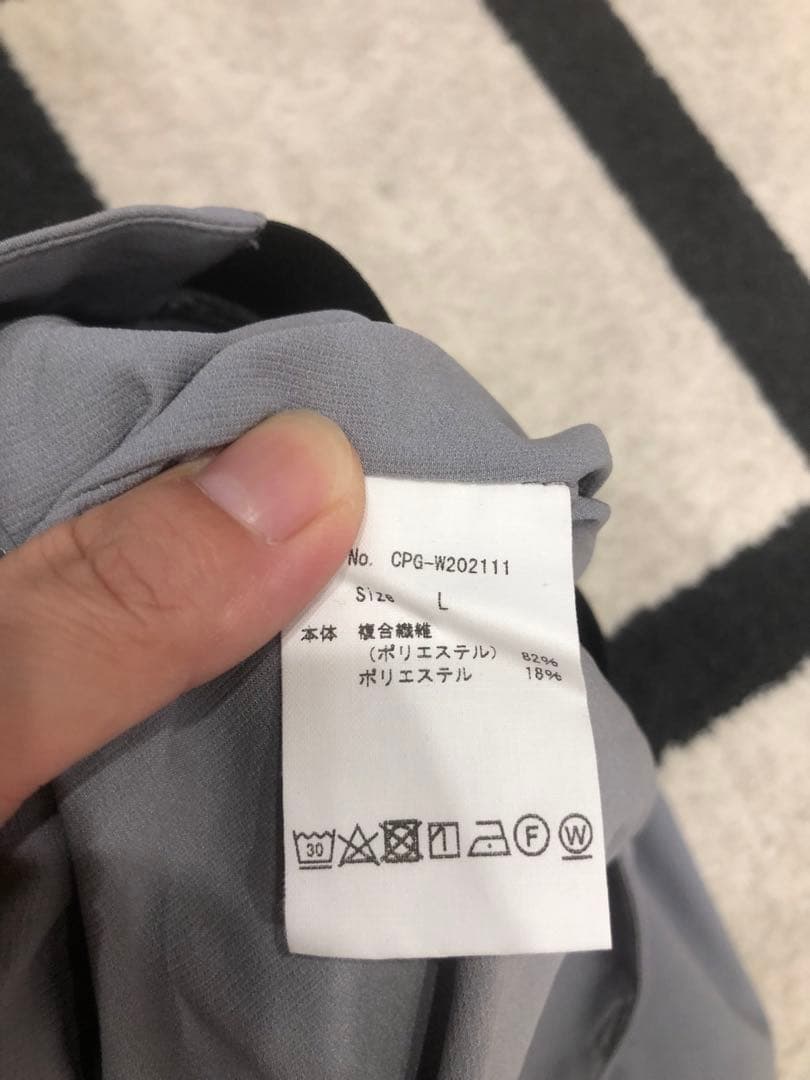 No. CPG-W202111
Size L
本体 複合繊維
(ポリエステル) 82%
ポリエステル 18%
30 F W